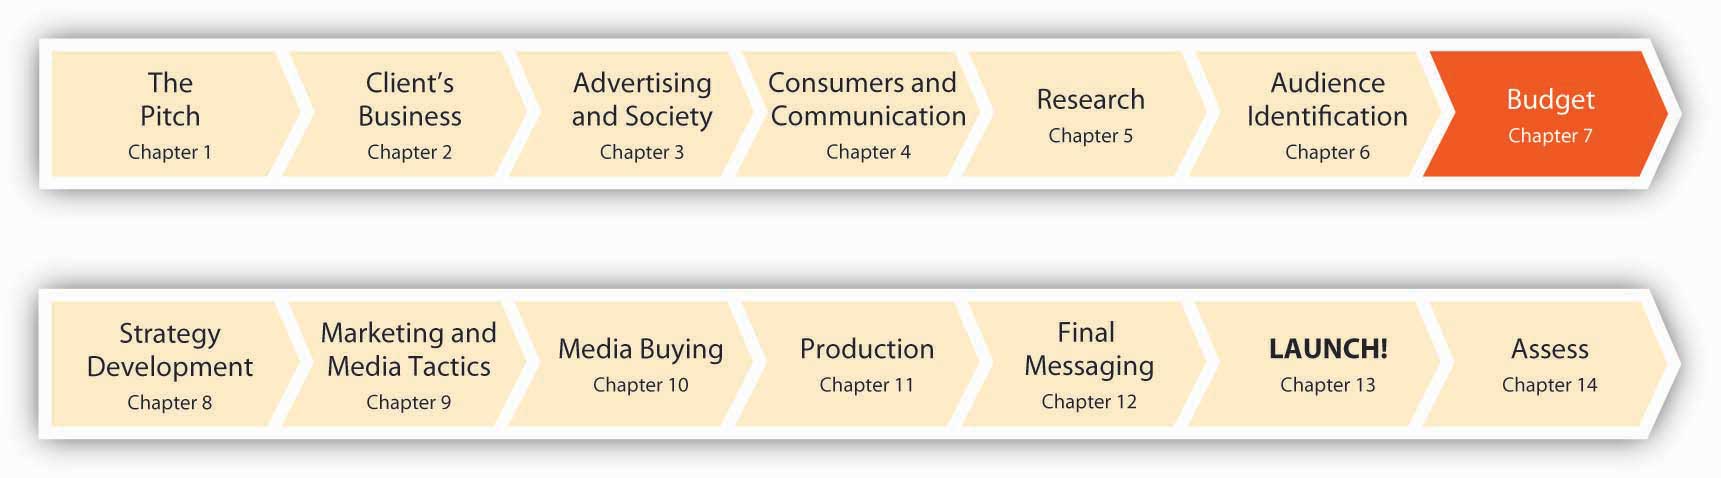 The
Pitch
Chapter 1
Client’s
Business
Chapter 2
Advertising
and Society
Chapter 3
Consumers and
Communication
Chapter 4
Research
Chapter 5
Audience
Identification
Chapter 6
Budget
Chapter 7
Strategy
Development
Chapter 8
Marketing and
Media Tactics
Chapter 9
Media Buying
Chapter 10
Production
Chapter 11
Final
Messaging
Chapter 12
LAUNCH!
Chapter 13
Assess
Chapter 14